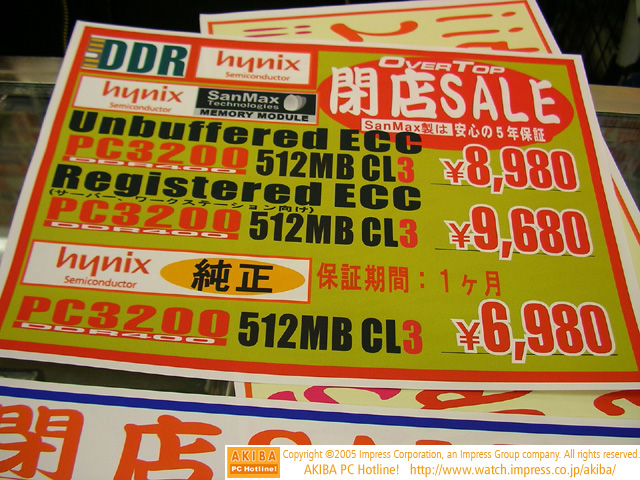 DDR
hynix
Semiconductor
OVERTOP
閉店SALE
SanMax製は 安心の5年保証
hynix
Semiconductor
SanMax
Technologies
MEMORY MODULE
Unbuffered ECC
PC3200
DDR400
512MB CL3
¥8,980
Registered ECC
(サーバー、ワークステーション向け)
PC3200
DDR400
512MB CL3
¥9,680
hynix
Semiconductor
純正
保証期間：1ヶ月
PC3200
DDR400
512MB CL3
¥6,980
閉店SA
AKIBA
PC Hotline!
Copyright ©2005 Impress Corporation, an Impress Group company. All rights reserved.
AKIBA PC Hotline! http://www.watch.impress.co.jp/akiba/